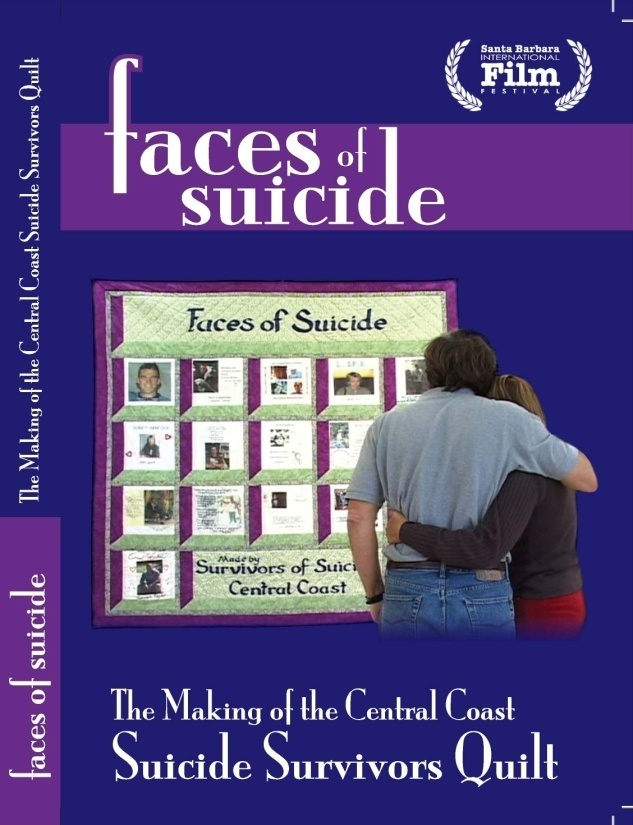 The Making of the Central Coast Suicide Survivors Quilt
faces of suicide
Santa Barbara
INTERNATIONAL
Film
FESTIVAL
faces of
suicide
Faces of Suicide
Made by
Survivors of Suici
Central Coast
The Making of the Central Coast
Suicide Survivors Quilt